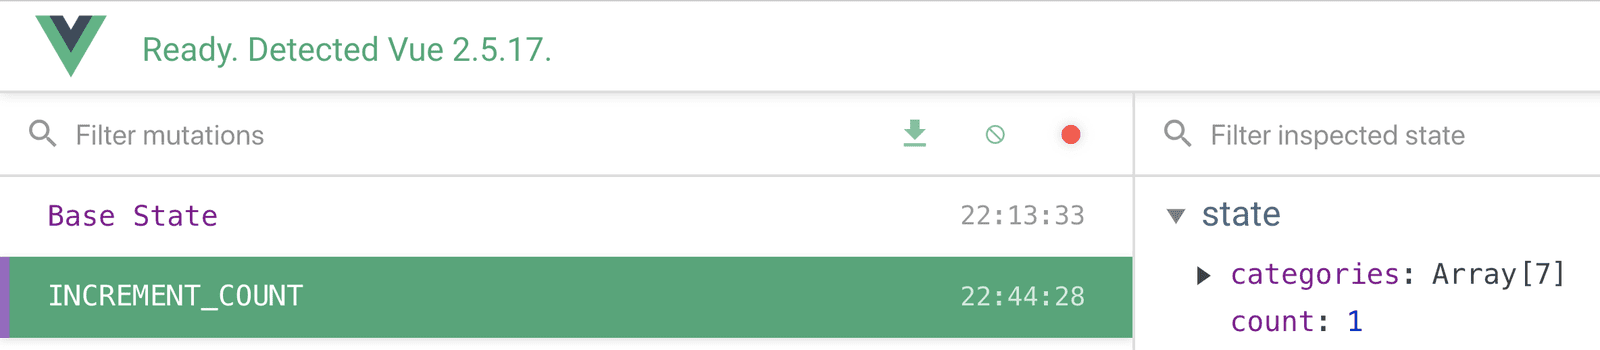 Ready. Detected Vue 2.5.17.
Filter mutations
Filter inspected state
Base State 22:13:33
INCREMENT_COUNT 22:44:28
state
categories: Array[7]
count: 1